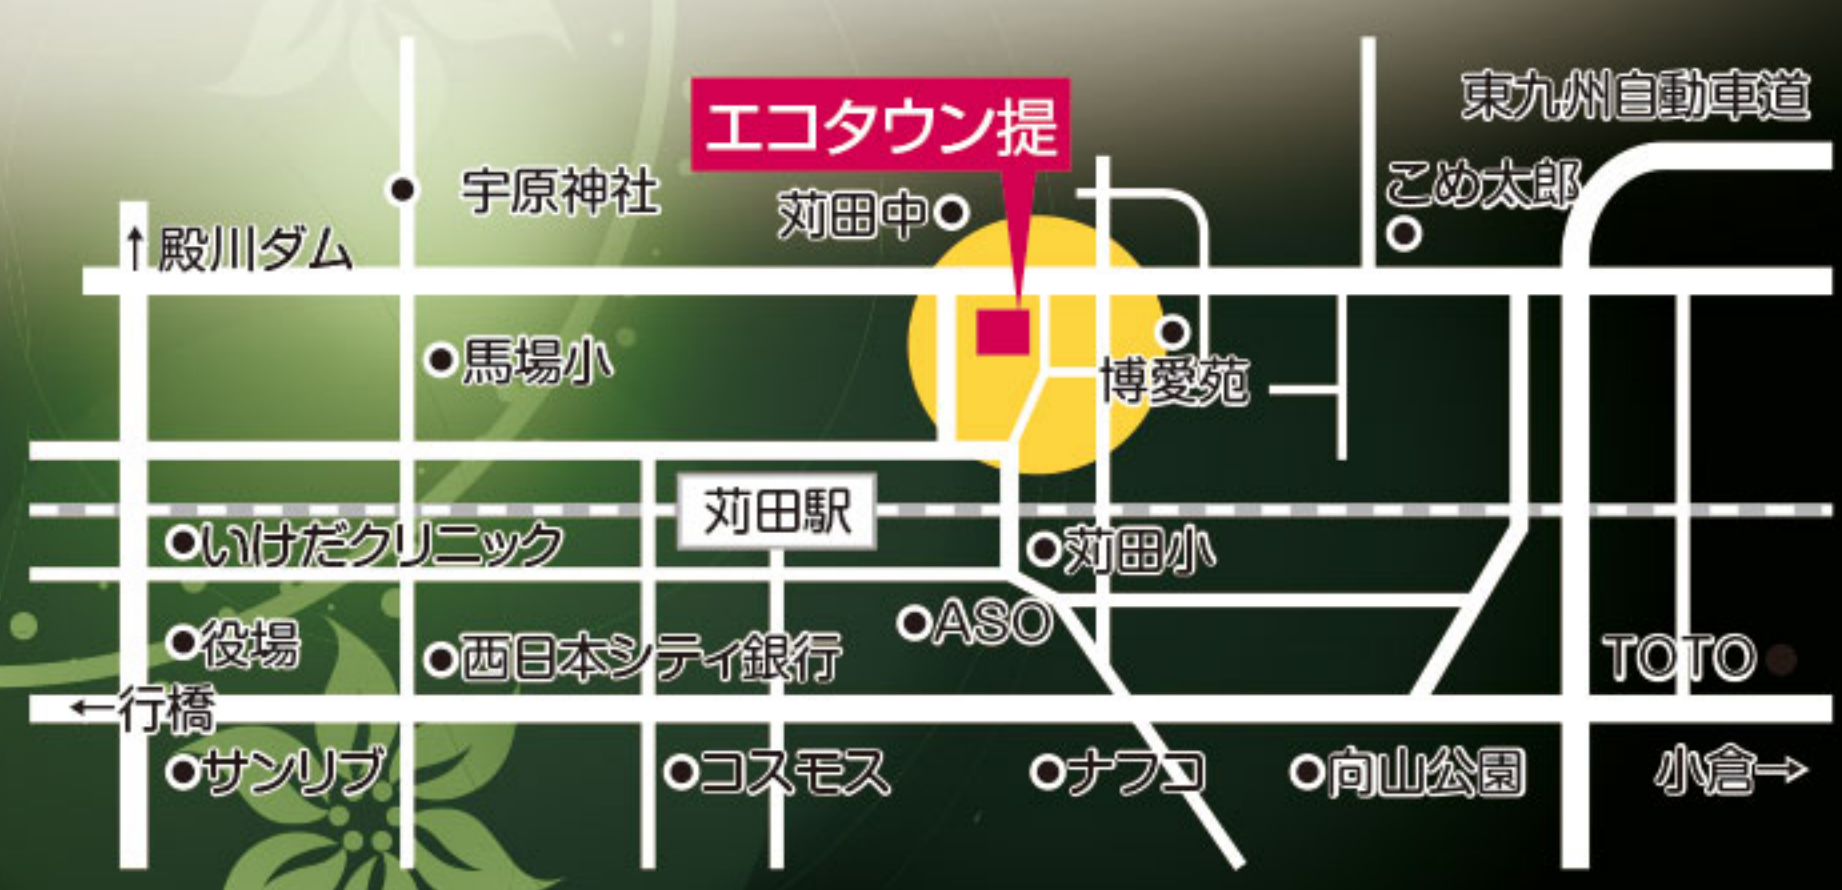 東九州自動車道
エコタウン提
こめ太郎
宇原神社
苅田中
↑殿川ダム
馬場小
博愛苑
苅田駅
いけだクリニック
苅田小
ASO
役場
西日本シティ銀行
TOTO
←行橋
サンリブ
コスモス
ナフコ
向山公園
小倉→